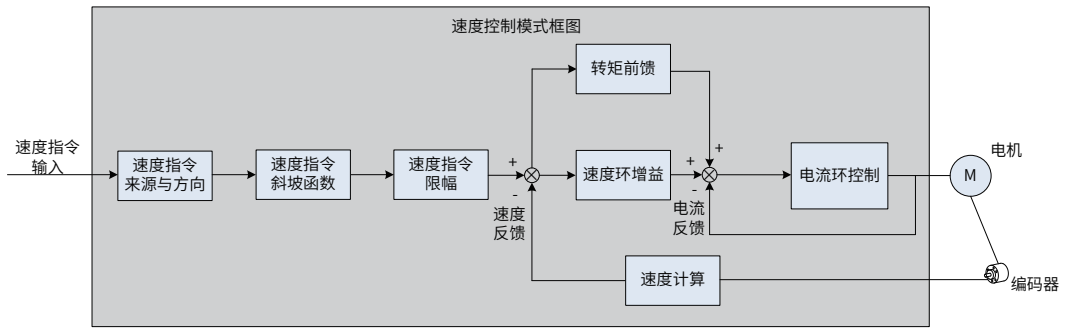 速度控制模式框图
转矩前馈
速度指令
输入
速度指令
来源与方向
速度指令
斜坡函数
速度指令
限幅
+
-
速度
反馈
速度环增益
+
+
-
电流
反馈
电流环控制
电机
M
速度计算
编码器